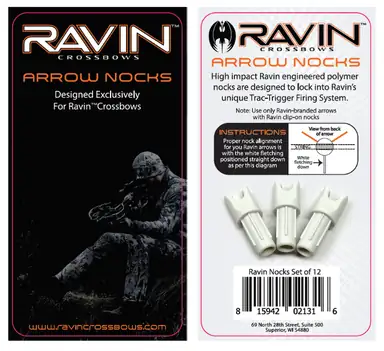 RAVIN™
CROSSBOWS
ARROW NOCKS
Designed Exclusively
For Ravin™Crossbows
www.ravincrossbows.com
RAVIN™
CROSSBOWS
ARROW NOCKS
High impact Ravin engineered polymer
nocks are designed to lock into Ravin's
unique Trac-Trigger Firing System.
Note: Use only Ravin-branded arrows
with Ravin clip-on nocks
INSTRUCTIONS
Proper nock alignment
for you Ravin arrows is
with the white fletching
positioned straight down
as per this diagram
View from back
of arrow
STRING
White
fletching
down
Ravin Nocks Set of 12
8 15942 02131 6
69 North 28th Street, Suite 500
Superior, WI 54880